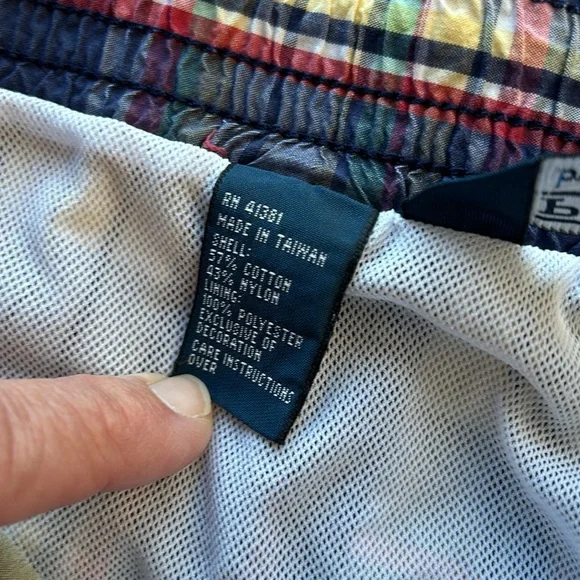 RN 41381
MADE IN TAIWAN
SHELL:
57% COTTON
43% NYLON
LINING:
100% POLYESTER
EXCLUSIVE OF
DECORATION
CARE INSTRUCTIONS
OVER